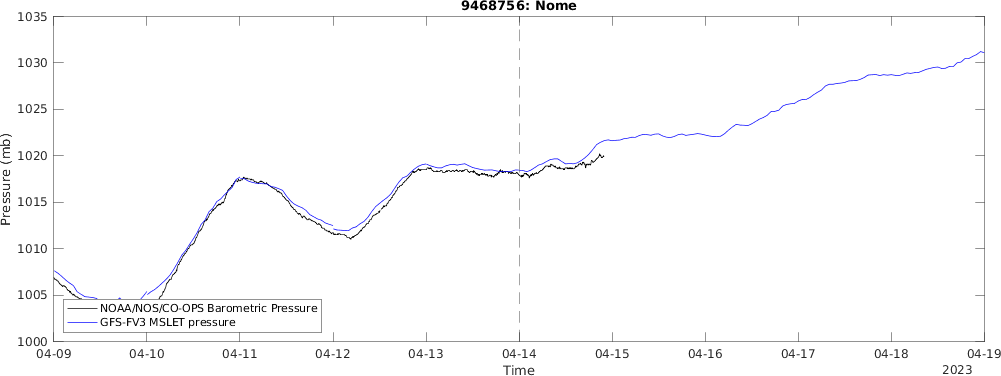 9468756: Nome
1035
1030
1025
1020
1015
1010
1005
1000
Pressure (mb)
NOAA/NOS/CO-OPS Barometric Pressure
GFS-FV3 MSLET pressure
04-09 04-10 04-11 04-12 04-13 04-14 04-15 04-16 04-17 04-18 04-19
Time
2023